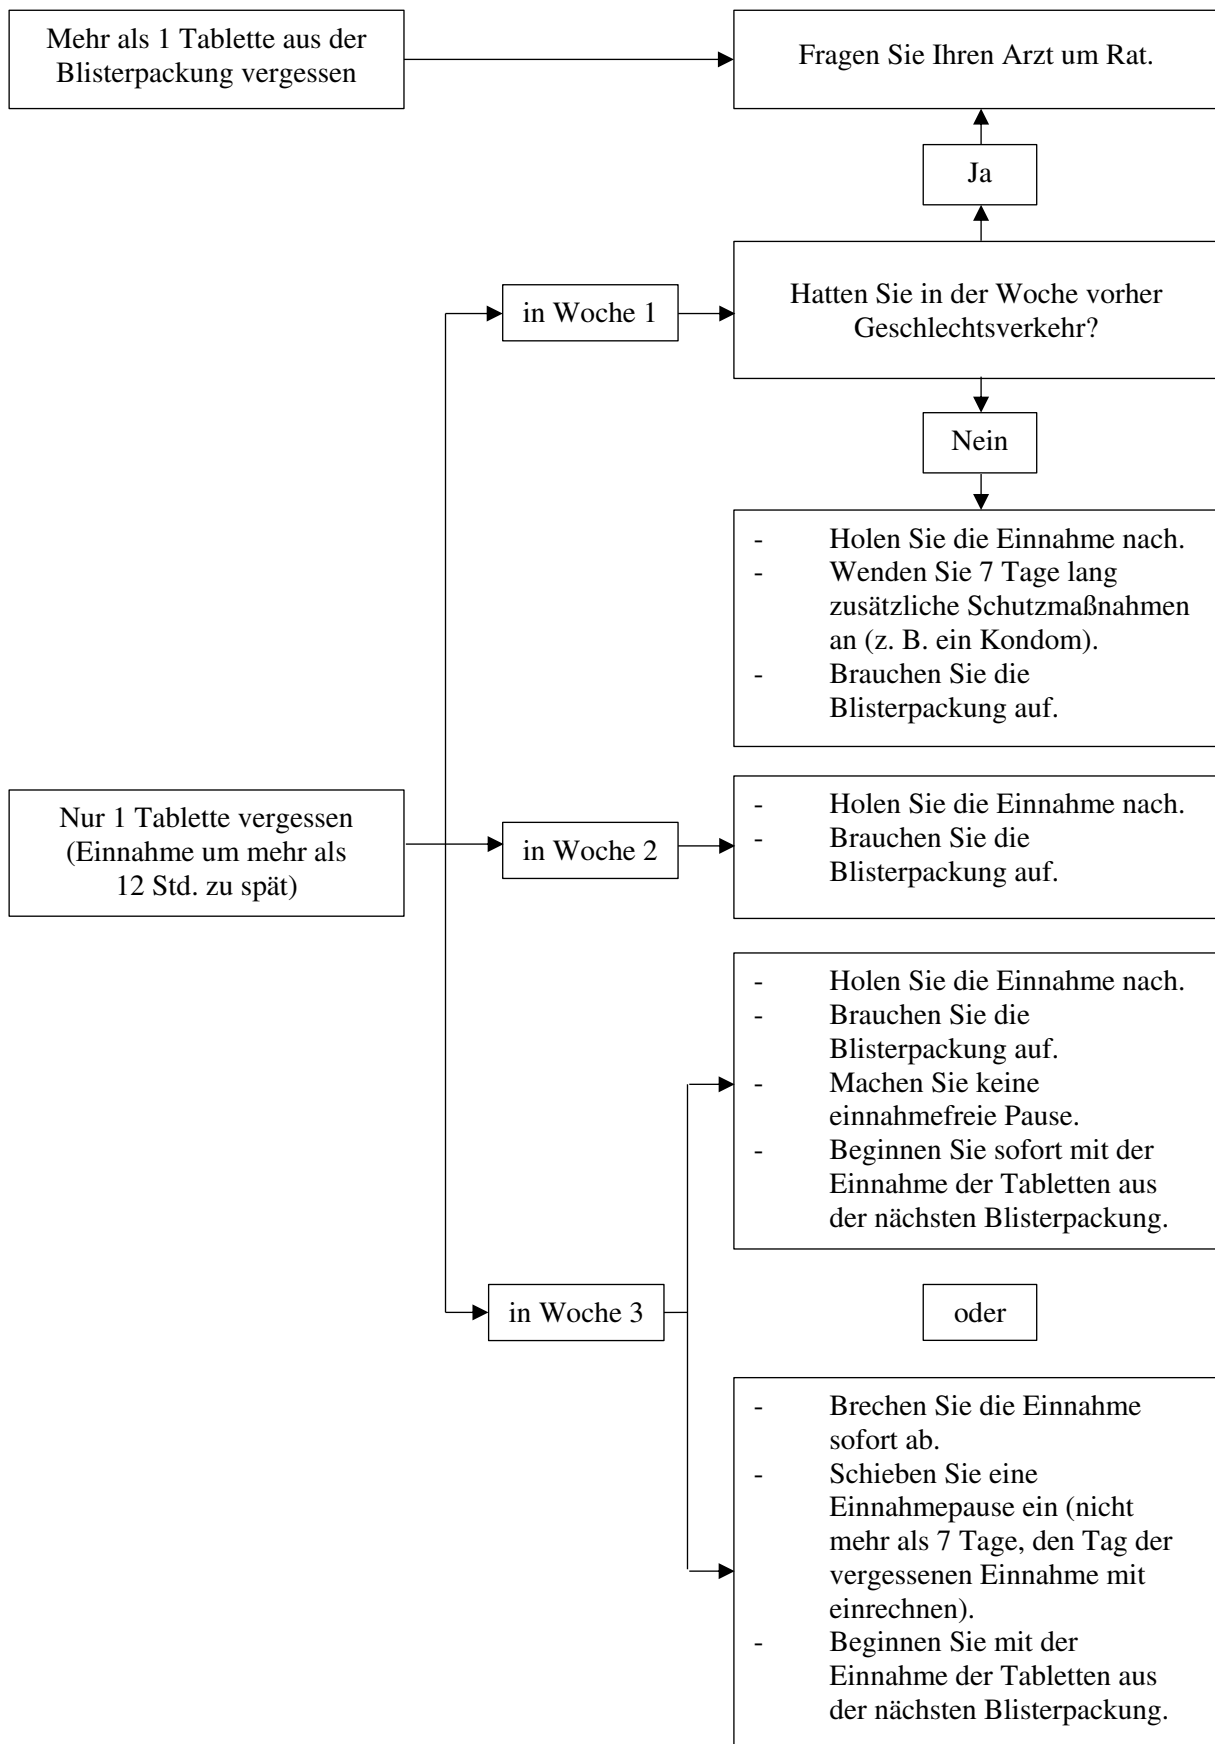 Mehr als 1 Tablette aus der
Blisterpackung vergessen
Fragen Sie Ihren Arzt um Rat.
Ja
in Woche 1
Hatten Sie in der Woche vorher
Geschlechtsverkehr?
Nein
- Holen Sie die Einnahme nach.
- Wenden Sie 7 Tage lang
zusätzliche Schutzmaßnahmen
an (z. B. ein Kondom).
- Brauchen Sie die
Blisterpackung auf.
Nur 1 Tablette vergessen
(Einnahme um mehr als
12 Std. zu spät)
in Woche 2
- Holen Sie die Einnahme nach.
- Brauchen Sie die
Blisterpackung auf.
- Holen Sie die Einnahme nach.
- Brauchen Sie die
Blisterpackung auf.
- Machen Sie keine
einnahmefreie Pause.
- Beginnen Sie sofort mit der
Einnahme der Tabletten aus
der nächsten Blisterpackung.
in Woche 3
oder
- Brechen Sie die Einnahme
sofort ab.
- Schieben Sie eine
Einnahmepause ein (nicht
mehr als 7 Tage, den Tag der
vergessenen Einnahme mit
einrechnen).
- Beginnen Sie mit der
Einnahme der Tabletten aus
der nächsten Blisterpackung.